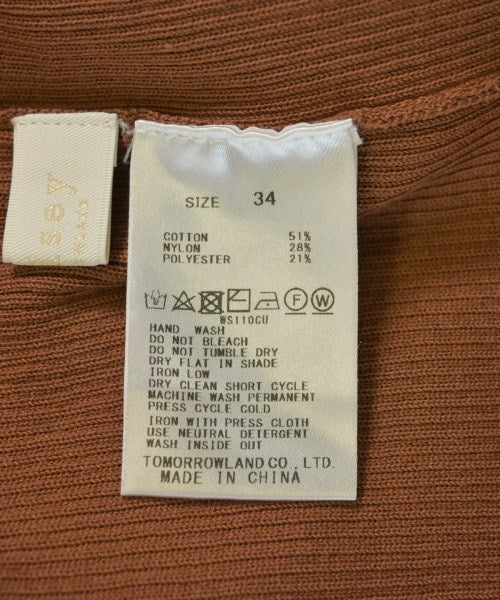 SIZE 34
COTTON 51%
NYLON 28%
POLYESTER 21%
WS110CU
HAND WASH
DO NOT BLEACH
DO NOT TUMBLE DRY
DRY FLAT IN SHADE
IRON LOW
DRY CLEAN SHORT CYCLE
MACHINE WASH PERMANENT
PRESS CYCLE COLD
IRON WITH PRESS CLOTH
USE NEUTRAL DETERGENT
WASH INSIDE OUT
TOMORROWLAND CO., LTD.
MADE IN CHINA